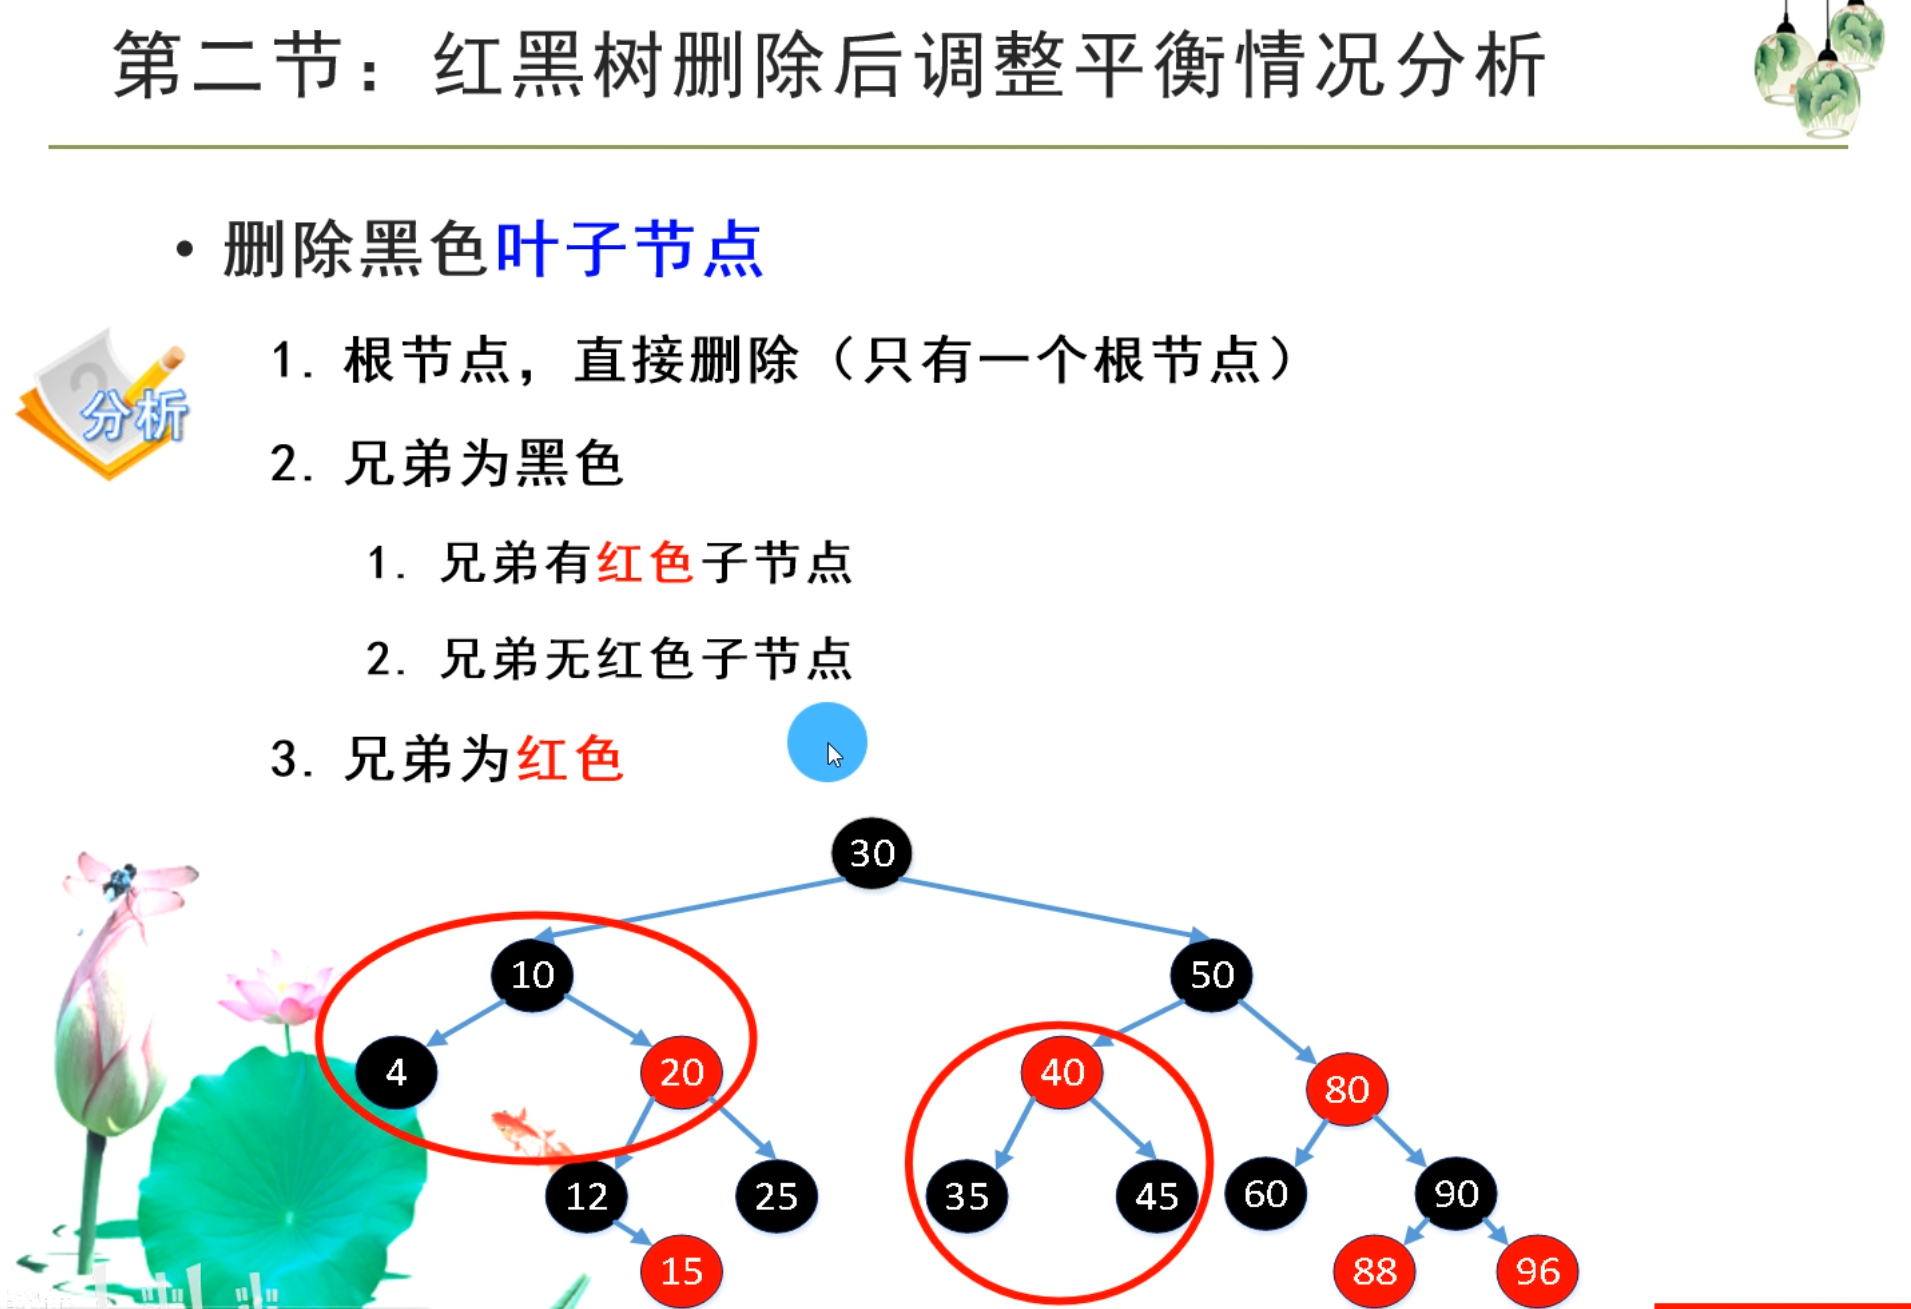 第二节：红黑树删除后调整平衡情况分析
• 删除黑色叶子节点
分析
1. 根节点，直接删除（只有一个根节点）
2. 兄弟为黑色
1. 兄弟有红色子节点
2. 兄弟无红色子节点
3. 兄弟为红色
30
10 50
4 20 40 80
12 25 35 45 60 90
15 88 96